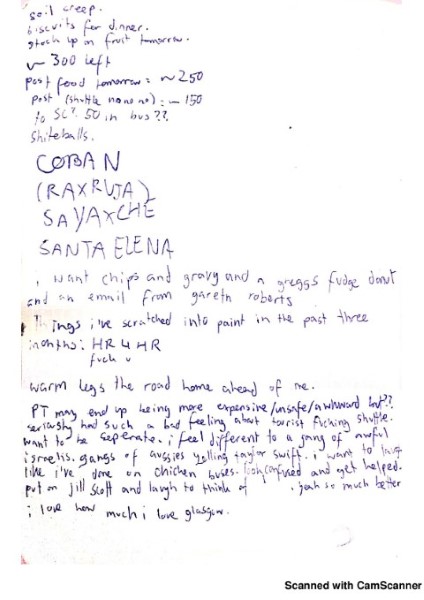 soil creep.
biscuits for dinner.
stock up on fruit tomorrow.
~ 300 left
post food tomorrow: ~250
post (shuttle no no no): ~ 150
to SC?. 50 in bus??
Shiteballs.
COBAN
(RAXRUJA)
SAYAXCHE
SANTA ELENA
i want chips and gravy and a greggs fudge donut
and an email from gareth roberts
Things i've scratched into paint in the past three
months: HR 4 HR
fuck u
warm legs the road home ahead of me.
PT may end up being more expensive/unsafe/awkward but??
seriously had such a bad feeling about tourist fucking shuttle.
want to be seperate. i feel different to a gang of awful
israelis. gangs of aussies yelling taylor swift. i want to
like i've done on chicken buses. look confused and get helped.
put on jill scott and laugh to think of . yeah so much better
i love how much i love glasgow.
Scanned with CamScanner